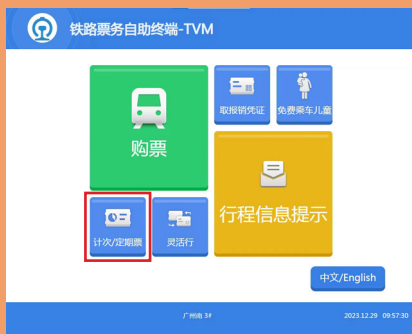 铁路票务自助终端-TVM
购票
取报销凭证
免费乘车儿童
行程信息提示
计次/定期票
灵活行
中文/English
广州南 3#
2023.12.29 09:57:30